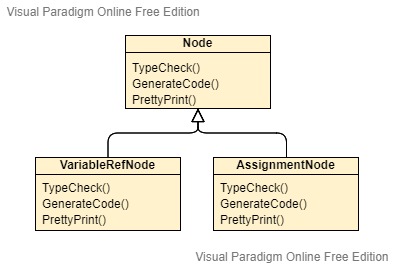 Visual Paradigm Online Free Edition
Node
TypeCheck()
GenerateCode()
PrettyPrint()
VariableRefNode
TypeCheck()
GenerateCode()
PrettyPrint()
AssignmentNode
TypeCheck()
GenerateCode()
PrettyPrint()
Visual Paradigm Online Free Edition